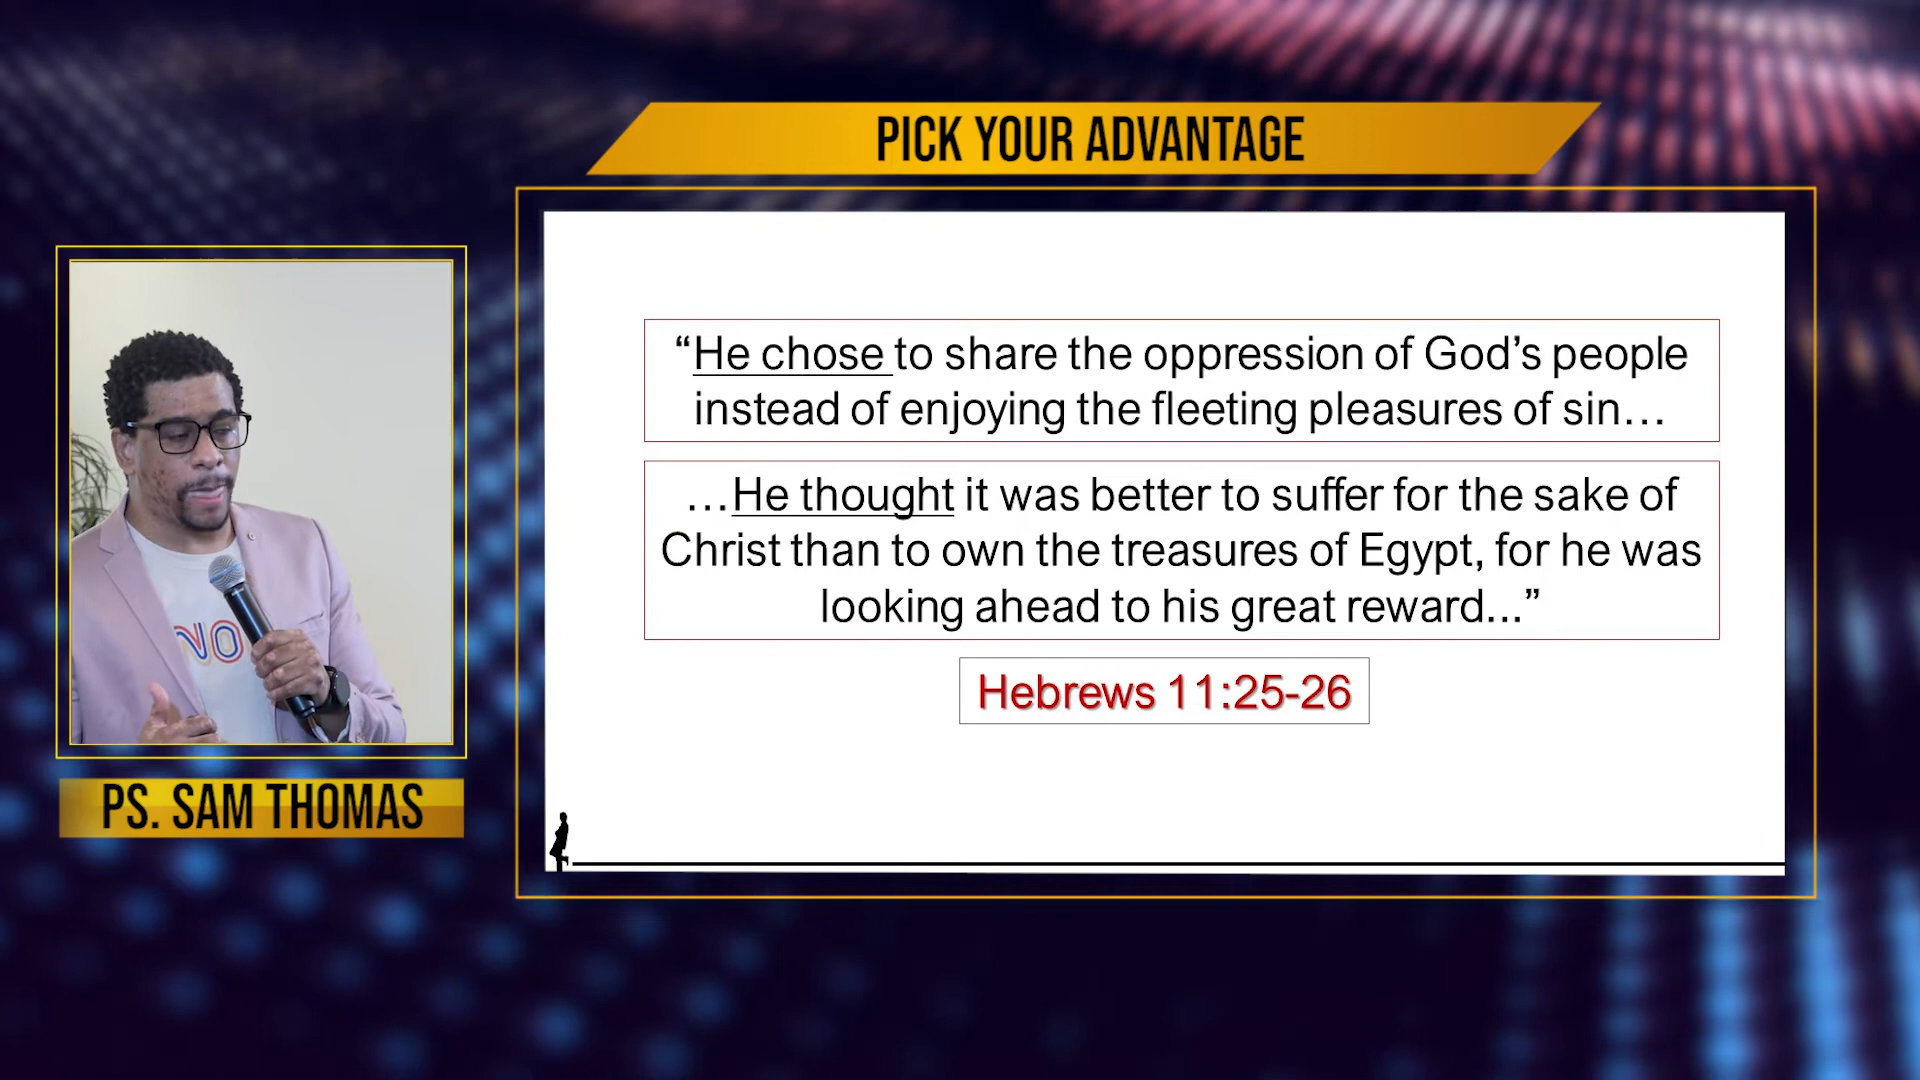 PICK YOUR ADVANTAGE
“He chose to share the oppression of God’s people
instead of enjoying the fleeting pleasures of sin…
…He thought it was better to suffer for the sake of
Christ than to own the treasures of Egypt, for he was
looking ahead to his great reward...”
Hebrews 11:25-26
NO
PS. SAM THOMAS